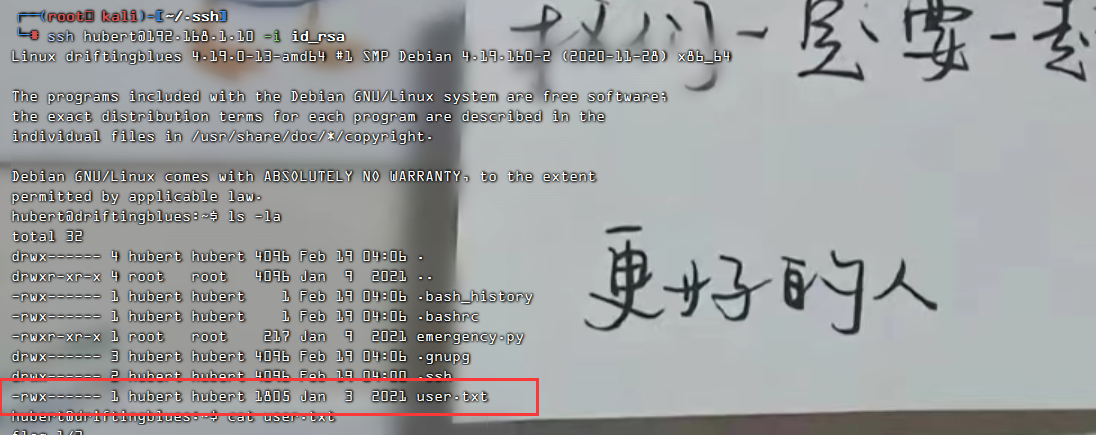 ┌──(root㉿kali)-[~/.ssh]
└─# ssh hubert@192.168.1.10 -i id_rsa
Linux driftingblues 4.19.0-13-amd64 #1 SMP Debian 4.19.160-2 (2020-11-28) x86_64
The programs included with the Debian GNU/Linux system are free software;
the exact distribution terms for each program are described in the
individual files in /usr/share/doc/*/copyright.
Debian GNU/Linux comes with ABSOLUTELY NO WARRANTY, to the extent
permitted by applicable law.
hubert@driftingblues:~$ ls -la
total 32
drwx------ 4 hubert hubert 4096 Feb 19 04:06 .
drwxr-xr-x 4 root   root   4096 Jan  9  2021 ..
-rwx------ 1 hubert hubert    1 Feb 19 04:06 .bash_history
-rwx------ 1 hubert hubert    1 Feb 19 04:06 .bashrc
-rwxr-xr-x 1 root   root    217 Jan  9  2021 emergency.py
drwx------ 3 hubert hubert 4096 Feb 19 04:06 .gnupg
drwx------ 2 hubert hubert 4096 Feb 19 04:00 .ssh
-rwx------ 1 hubert hubert 1805 Jan  3  2021 user.txt
hubert@driftingblues:~$ cat user.txt
flag 1/2
我们一定要一去
更好的人